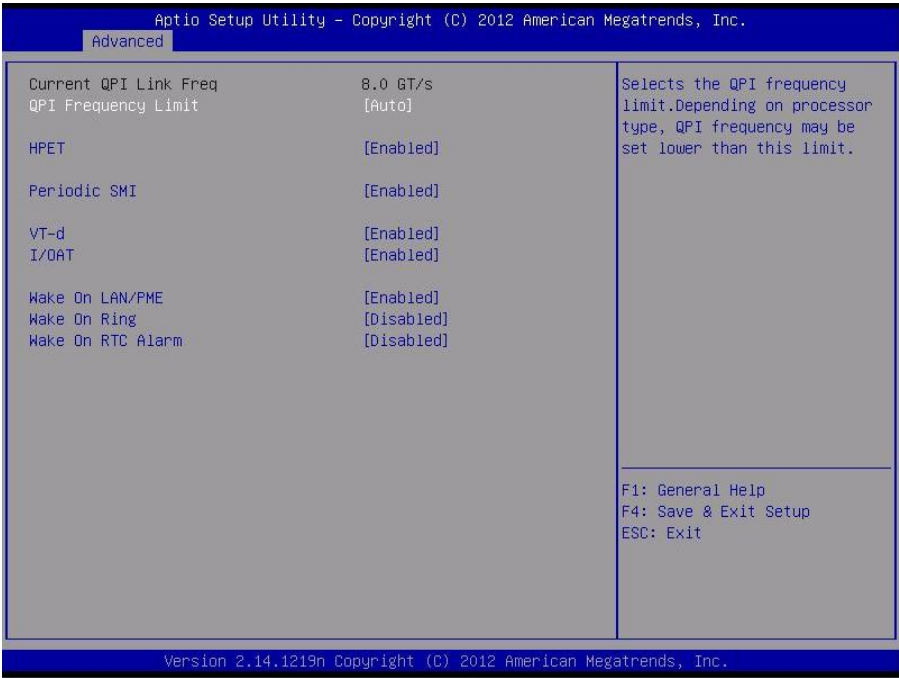 Aptio Setup Utility – Copyright (C) 2012 American Megatrends, Inc.
Advanced
Current QPI Link Freq 8.0 GT/s
QPI Frequency Limit [Auto]
HPET [Enabled]
Periodic SMI [Enabled]
VT-d [Enabled]
I/OAT [Enabled]
Wake On LAN/PME [Enabled]
Wake On Ring [Disabled]
Wake On RTC Alarm [Disabled]
Selects the QPI frequency
limit.Depending on processor
type, QPI frequency may be
set lower than this limit.
F1: General Help
F4: Save & Exit Setup
ESC: Exit
Version 2.14.1219n Copyright (C) 2012 American Megatrends, Inc.